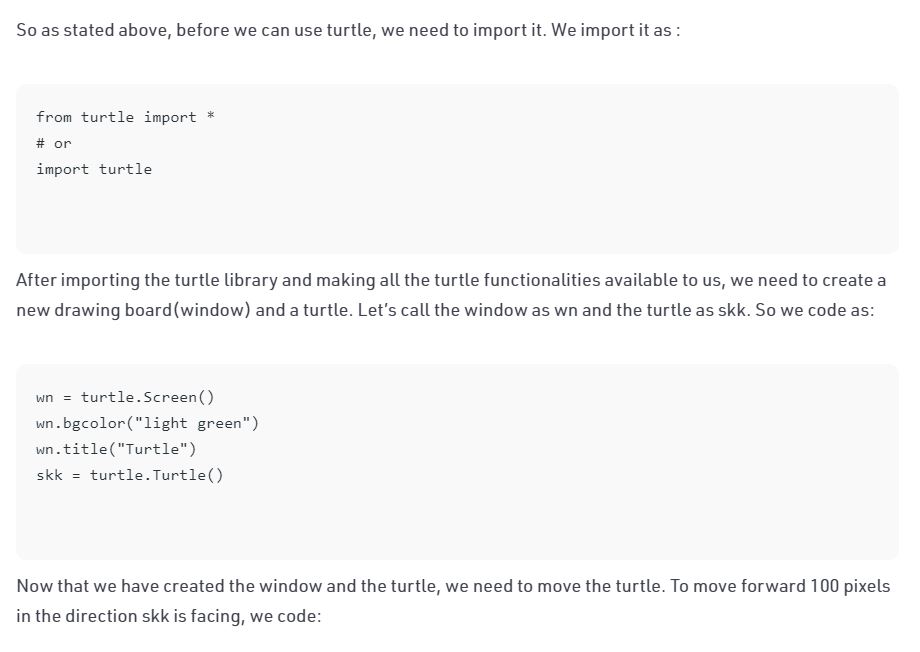 So as stated above, before we can use turtle, we need to import it. We import it as :
from turtle import *
# or
import turtle
After importing the turtle library and making all the turtle functionalities available to us, we need to create a
new drawing board(window) and a turtle. Let’s call the window as wn and the turtle as skk. So we code as:
wn = turtle.Screen()
wn.bgcolor("light green")
wn.title("Turtle")
skk = turtle.Turtle()
Now that we have created the window and the turtle, we need to move the turtle. To move forward 100 pixels
in the direction skk is facing, we code: